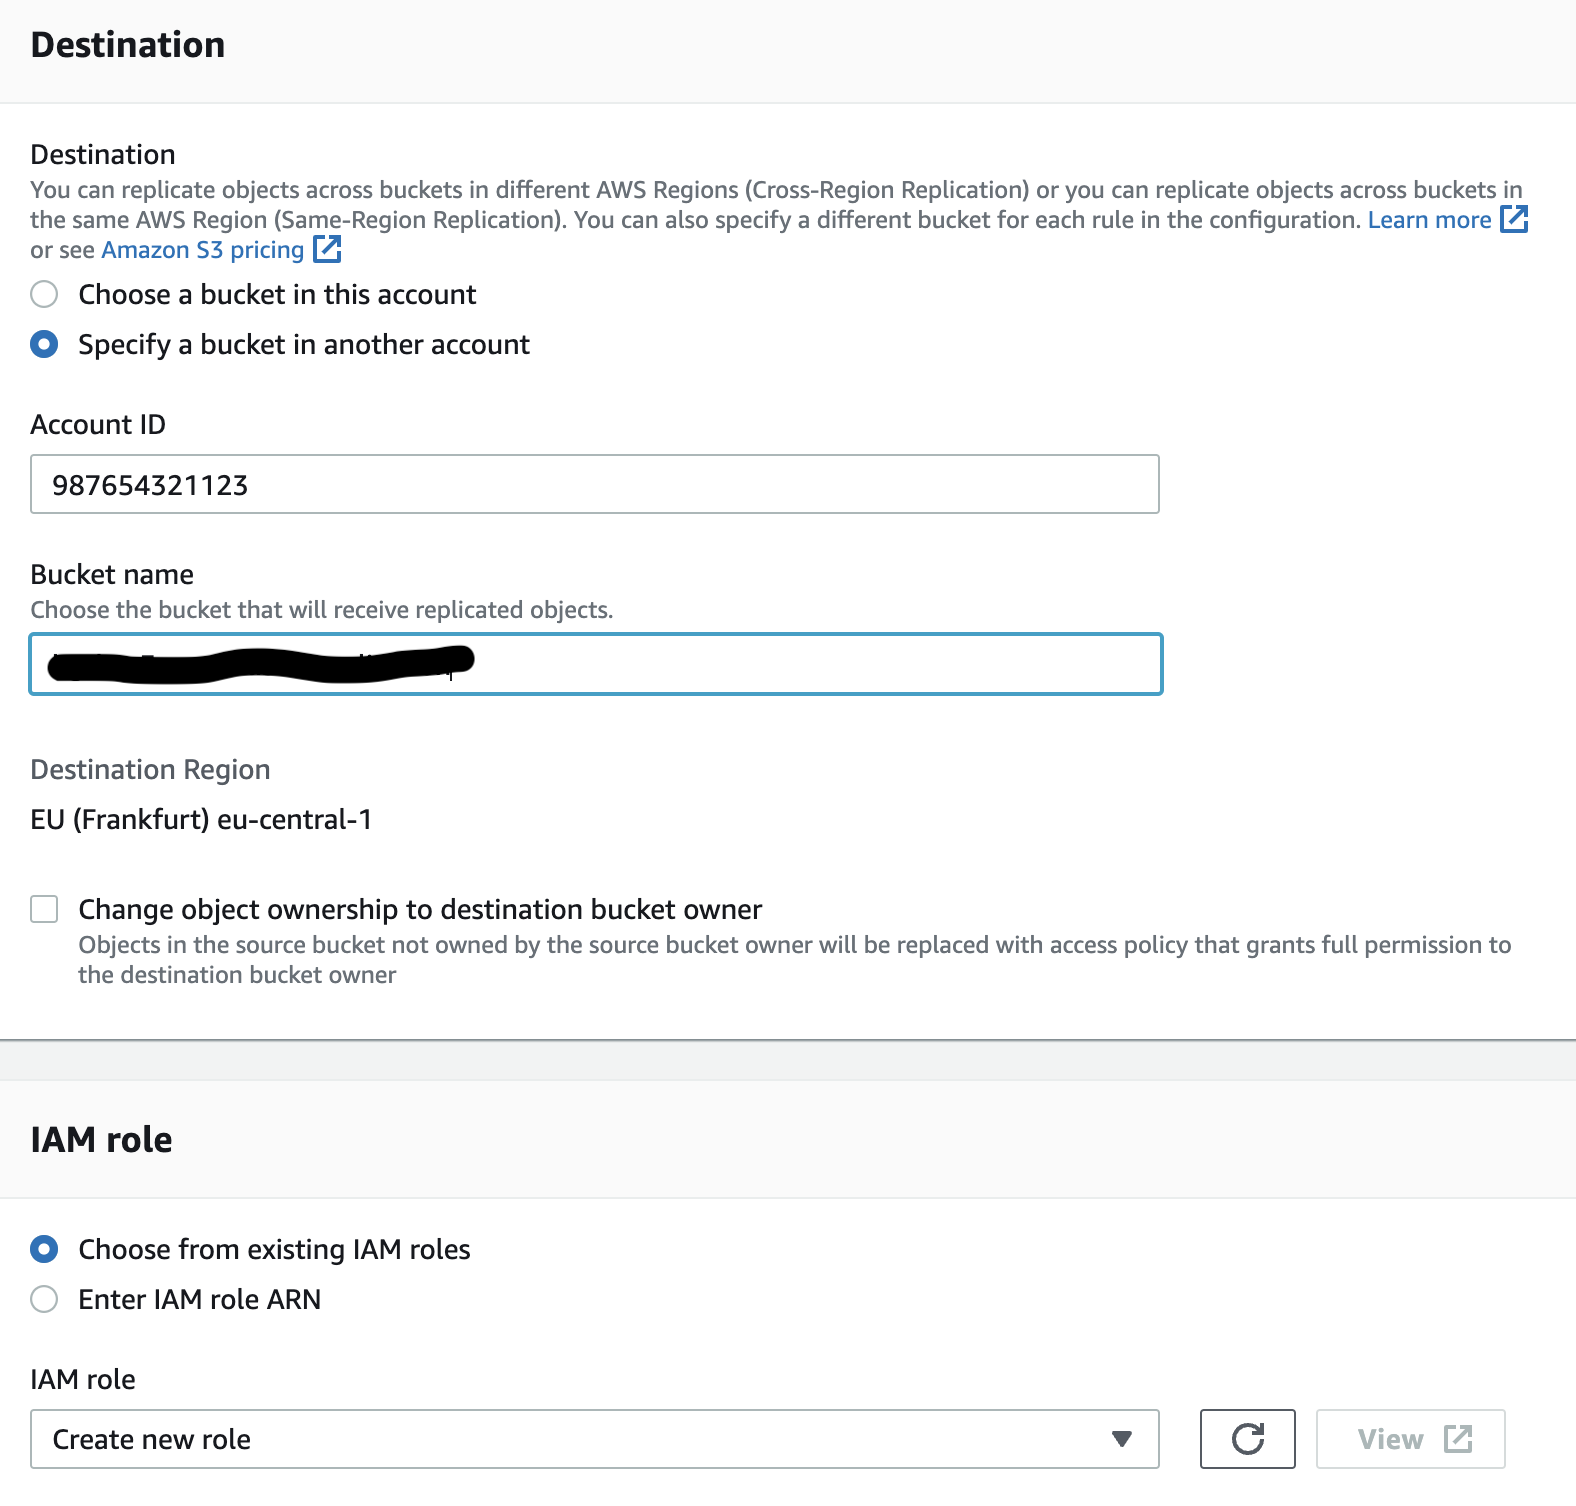 Destination
Destination
You can replicate objects across buckets in different AWS Regions (Cross-Region Replication) or you can replicate objects across buckets in
the same AWS Region (Same-Region Replication). You can also specify a different bucket for each rule in the configuration. Learn more
or see Amazon S3 pricing
Choose a bucket in this account
Specify a bucket in another account
Account ID
987654321123
Bucket name
Choose the bucket that will receive replicated objects.
Destination Region
EU (Frankfurt) eu-central-1
Change object ownership to destination bucket owner
Objects in the source bucket not owned by the source bucket owner will be replaced with access policy that grants full permission to
the destination bucket owner
IAM role
Choose from existing IAM roles
Enter IAM role ARN
IAM role
Create new role
View